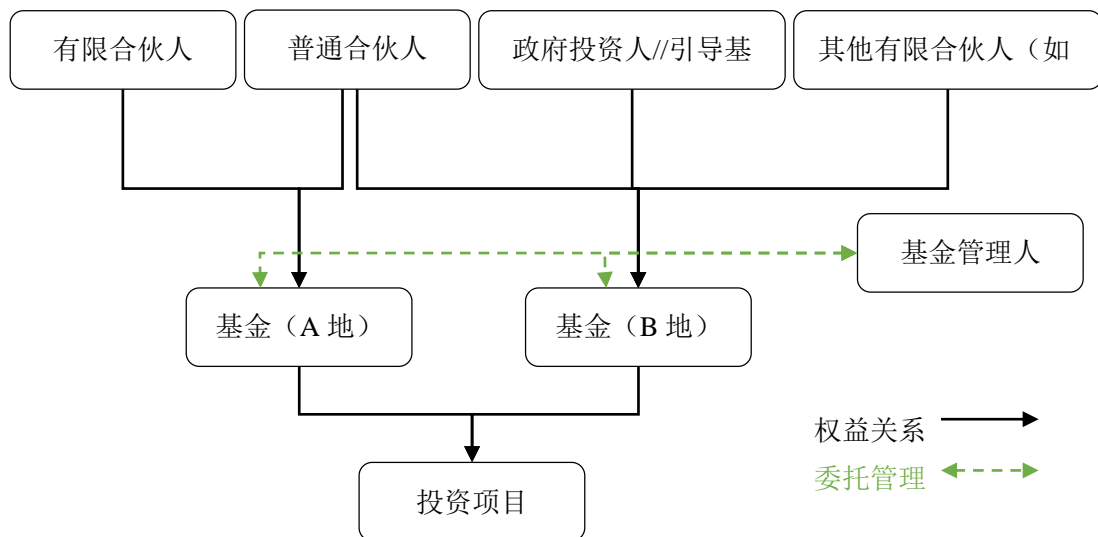 有限合伙人
普通合伙人
政府投资人//引导基
其他有限合伙人（如
基金管理人
基金（A 地）
基金（B 地）
权益关系
委托管理
投资项目